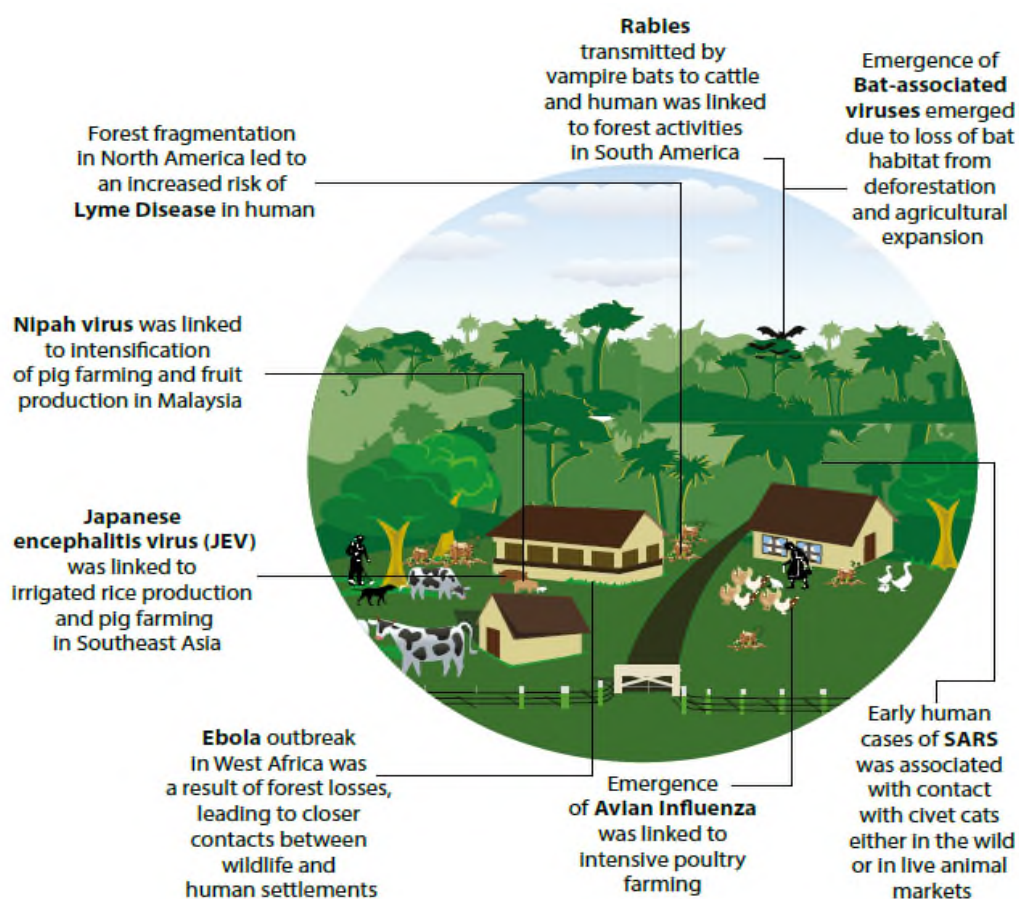 Rabies
transmitted by
vampire bats to cattle
and human was linked
to forest activities
in South America
Emergence of
Bat-associated
viruses emerged
due to loss of bat
habitat from
deforestation
and agricultural
expansion
Forest fragmentation
in North America led to
an increased risk of
Lyme Disease in human
Nipah virus was linked
to intensification
of pig farming and fruit
production in Malaysia
Japanese
encephalitis virus (JEV)
was linked to
irrigated rice production
and pig farming
in Southeast Asia
Ebola outbreak
in West Africa was
a result of forest losses,
leading to closer
contacts between
wildlife and
human settlements
Emergence
of Avian Influenza
was linked to
intensive poultry
farming
Early human
cases of SARS
was associated
with contact
with civet cats
either in the wild
or in live animal
markets